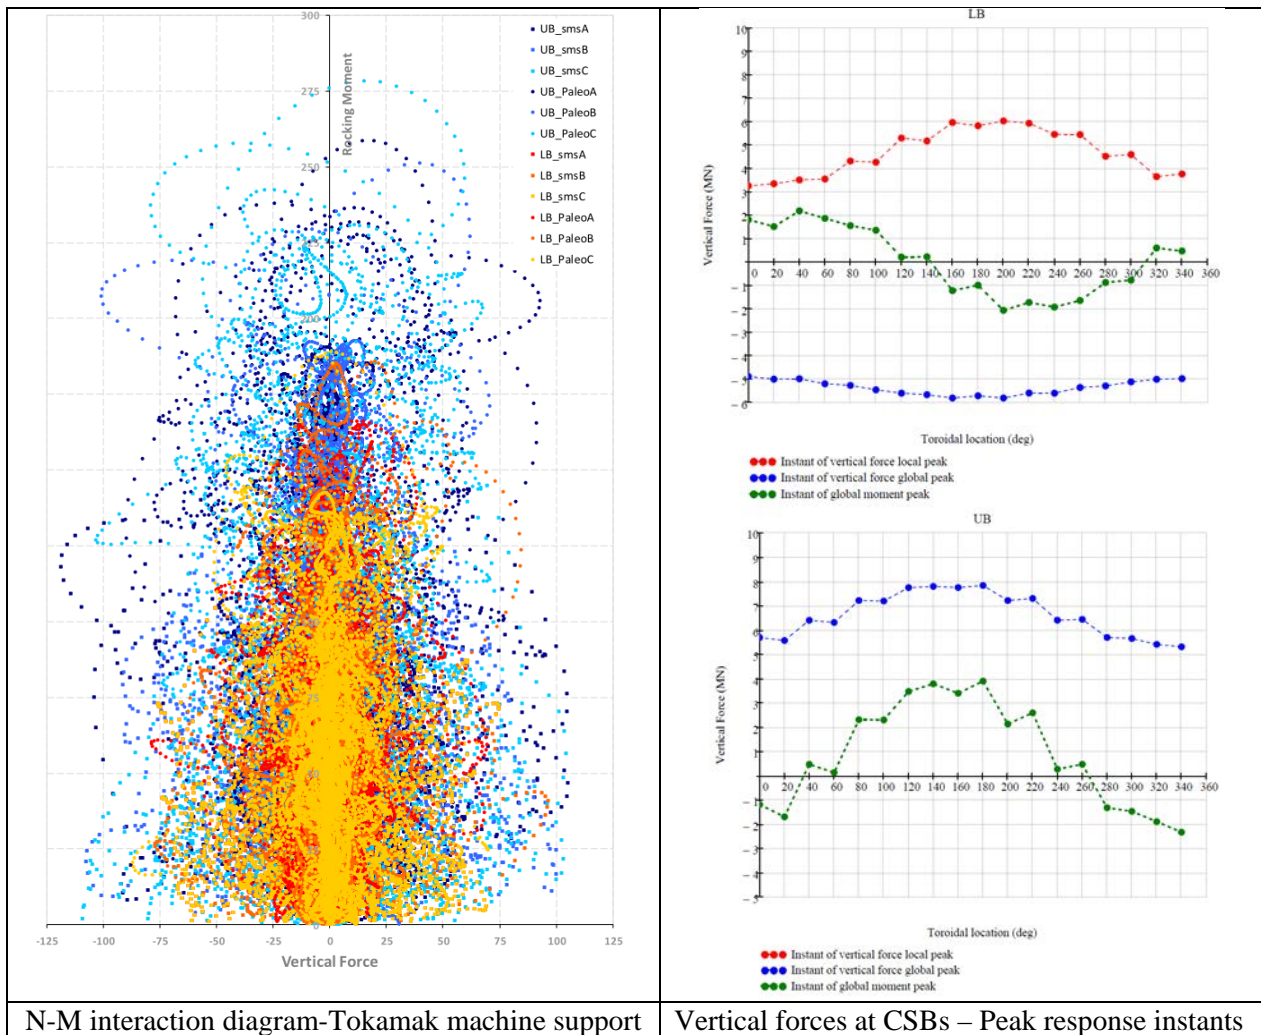 300
275
250
225
200
75
50
25
0
-125
-100
-75
-50
-25
0
25
50
75
100
125
Rocking Moment
Vertical Force
UB_smsA
UB_smsB
UB_smsC
UB_PaleoA
UB_PaleoB
UB_PaleoC
LB_smsA
LB_smsB
LB_smsC
LB_PaleoA
LB_PaleoB
LB_PaleoC
N-M interaction diagram-Tokamak machine support
LB
10
9
8
7
6
5
4
3
2
1
0 20 40 60 80 100 120 140 160 180 200 220 240 260 280 300 320 340 360
– 1
– 2
– 3
– 4
– 5
– 6
Vertical Force (MN)
Toroidal location (deg)
Instant of vertical force local peak
Instant of vertical force global peak
Instant of global moment peak
UB
10
9
8
7
6
5
4
3
2
1
0 20 40 60 80 100 120 140 160 180 200 220 240 260 280 300 320 340 360
– 1
– 2
– 3
– 4
– 5
Vertical Force (MN)
Toroidal location (deg)
Instant of vertical force local peak
Instant of vertical force global peak
Instant of global moment peak
Vertical forces at CSBs – Peak response instants